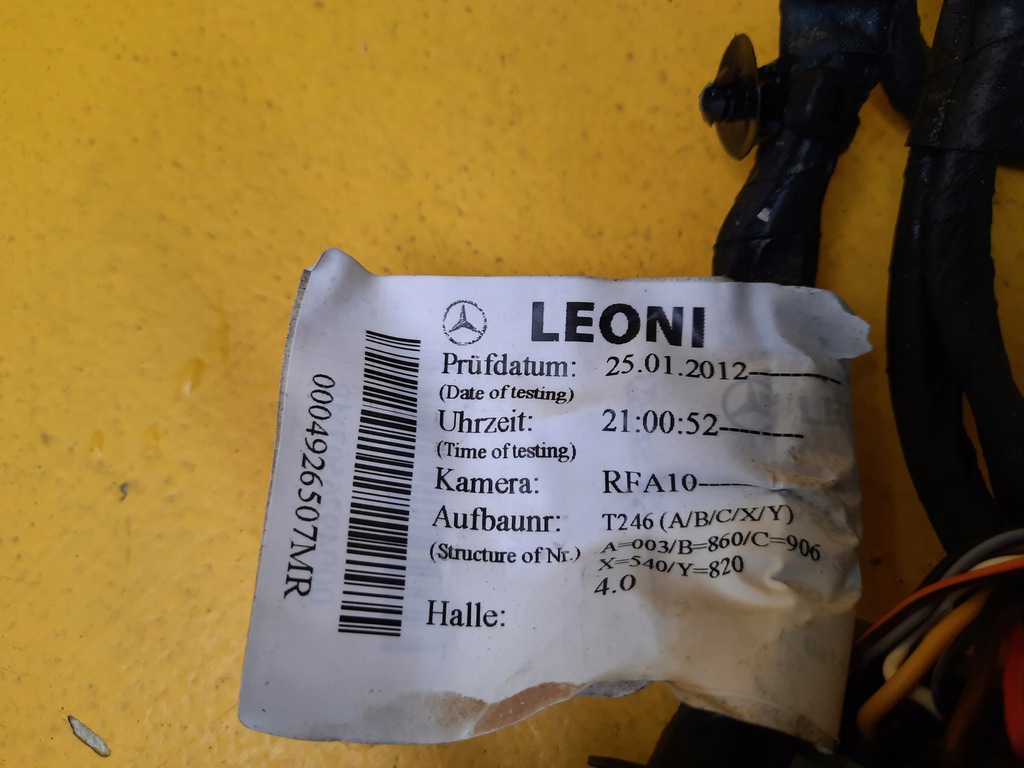 LEONI
Prüfdatum: 25.01.2012
(Date of testing)
Uhrzeit: 21:00:52
(Time of testing)
Kamera: RFA10
Aufbaunr: T246 (A/B/C/X/Y)
(Structure of Nr.) A=003/B=860/C=906
X=540/Y=820
4.0
Halle:
0004926507MR